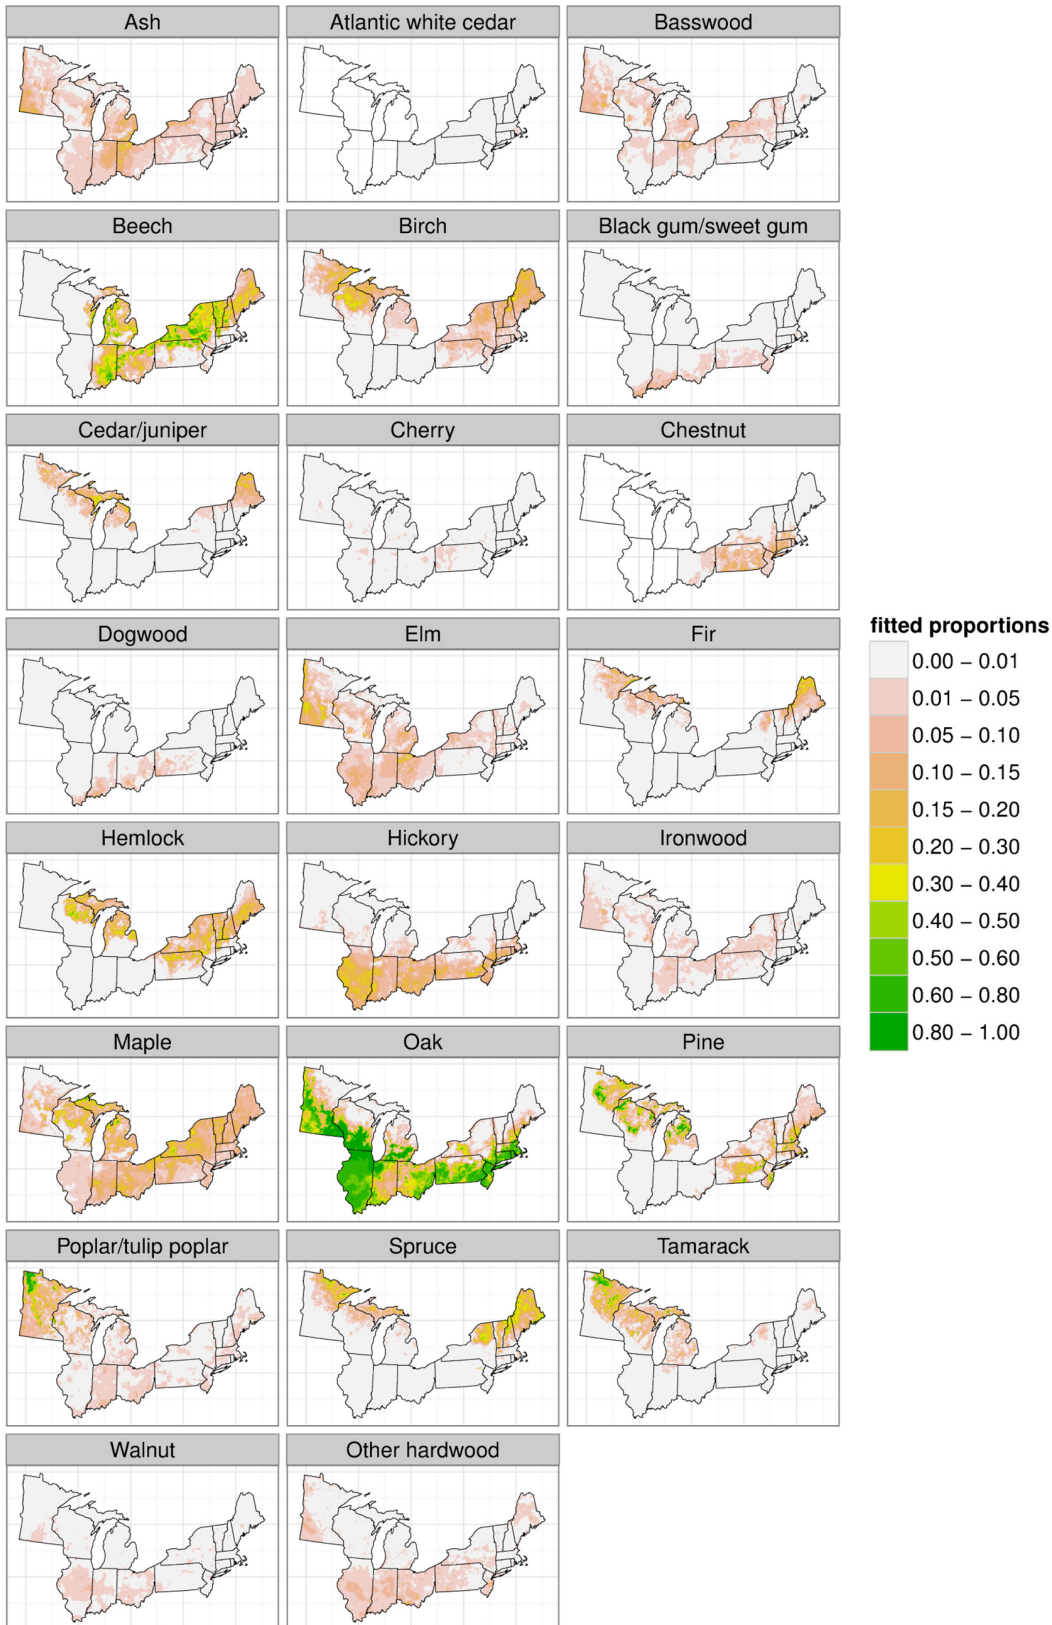 Ash
Atlantic white cedar
Basswood
Beech
Birch
Black gum/sweet gum
Cedar/juniper
Cherry
Chestnut
Dogwood
Elm
Fir
Hemlock
Hickory
Ironwood
Maple
Oak
Pine
Poplar/tulip poplar
Spruce
Tamarack
Walnut
Other hardwood
fitted proportions
0.00 – 0.01
0.01 – 0.05
0.05 – 0.10
0.10 – 0.15
0.15 – 0.20
0.20 – 0.30
0.30 – 0.40
0.40 – 0.50
0.50 – 0.60
0.60 – 0.80
0.80 – 1.00